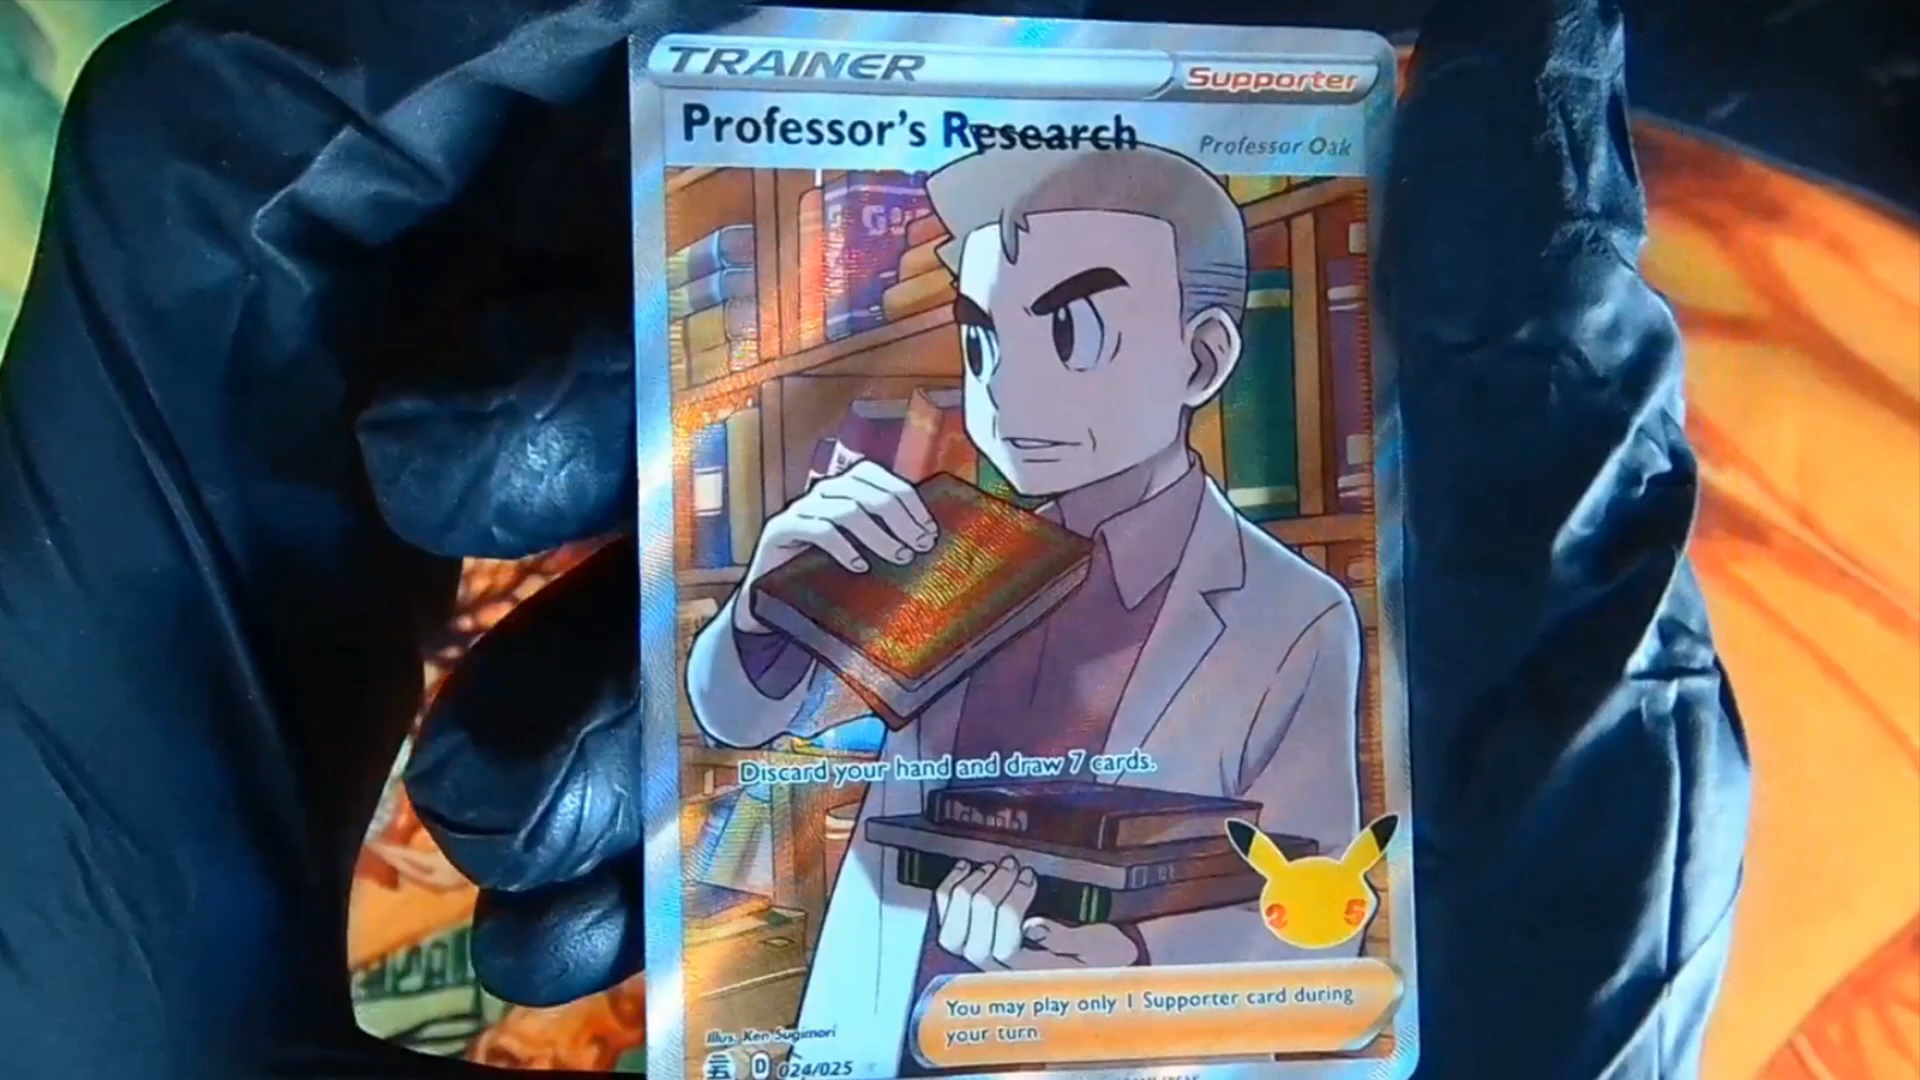 TRAINER Supporter
Professor's Research Professor Oak
Discard your hand and draw 7 cards.
25
You may play only 1 Supporter card during
your turn.
Illus. Ken Sugimori
D 024/025